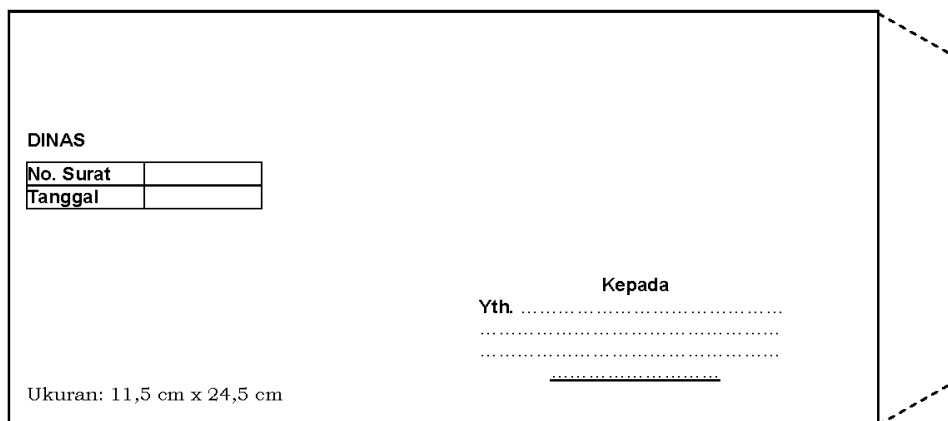 DINAS
No. Surat
Tanggal
Kepada
Yth. ……………………………………
…………………………………………
…………………………………………
………………………
Ukuran: 11,5 cm x 24,5 cm